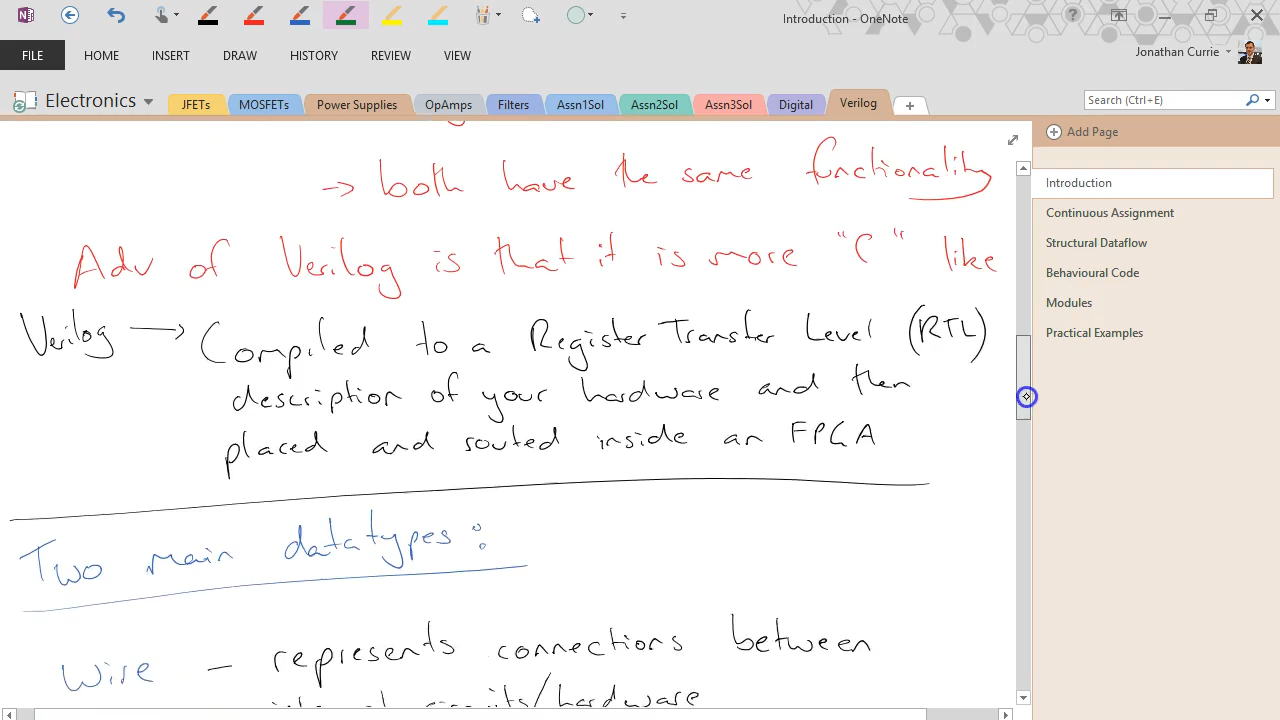 Introduction - OneNote
FILE
HOME
INSERT
DRAW
HISTORY
REVIEW
VIEW
Jonathan Currie
Electronics
JFETs
MOSFETs
Power Supplies
OpAmps
Filters
Assn1Sol
Assn2Sol
Assn3Sol
Digital
Verilog
Search (Ctrl+E)
Add Page
Introduction
Continuous Assignment
Structural Dataflow
Behavioural Code
Modules
Practical Examples
-> both have the same functionality
Adv of Verilog is that it is more "C" like
Verilog -> Compiled to a Register Transfer Level (RTL)
description of your hardware and then
placed and routed inside an FPGA
Two main datatypes:
Wire - represents connections between
circuits/hardware